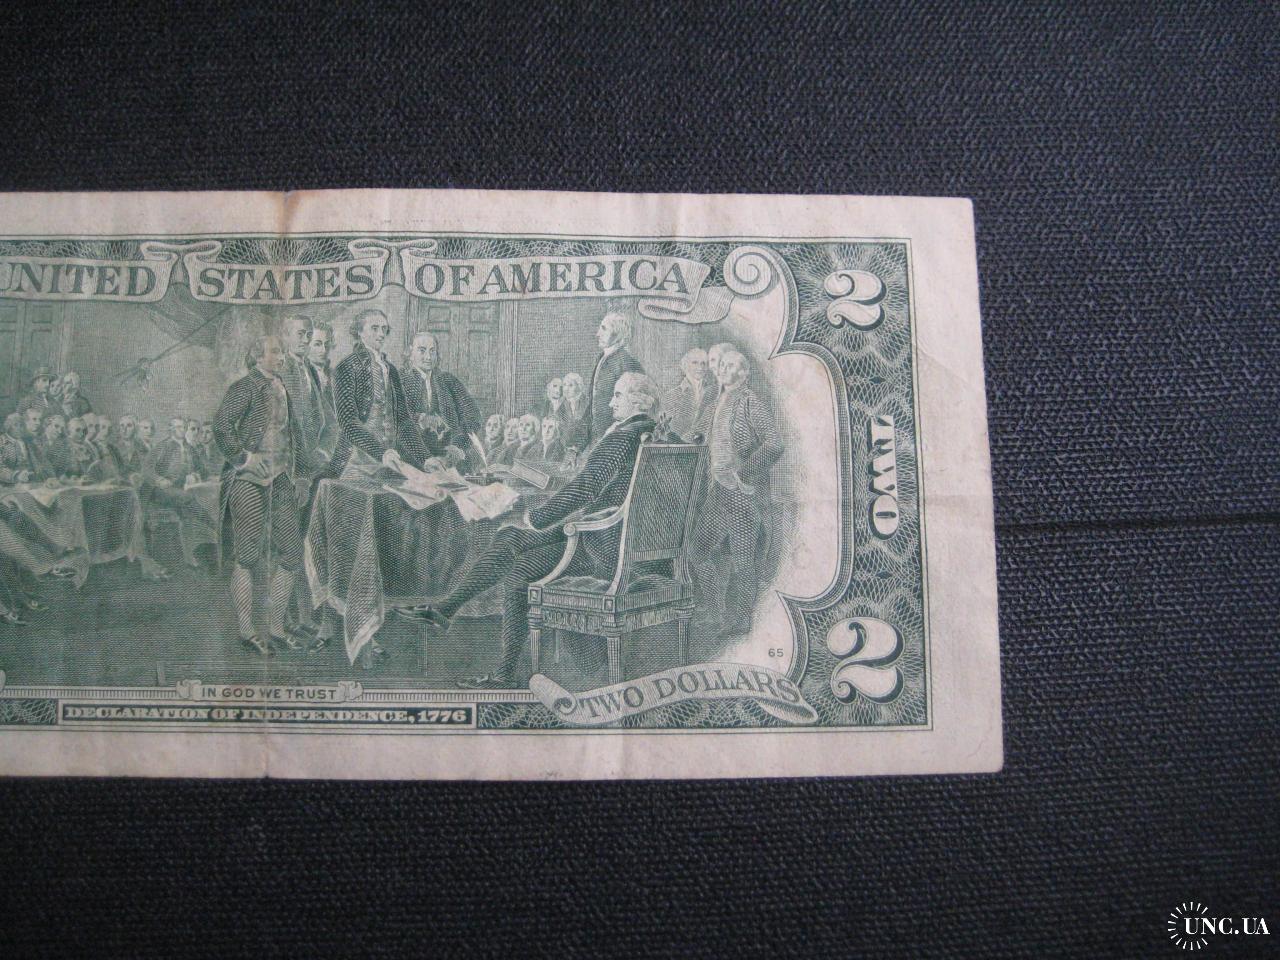 UNITED STATES OF AMERICA
2
TWO
65
2
TWO DOLLARS
IN GOD WE TRUST
DECLARATION OF INDEPENDENCE, 1776
UNC.UA